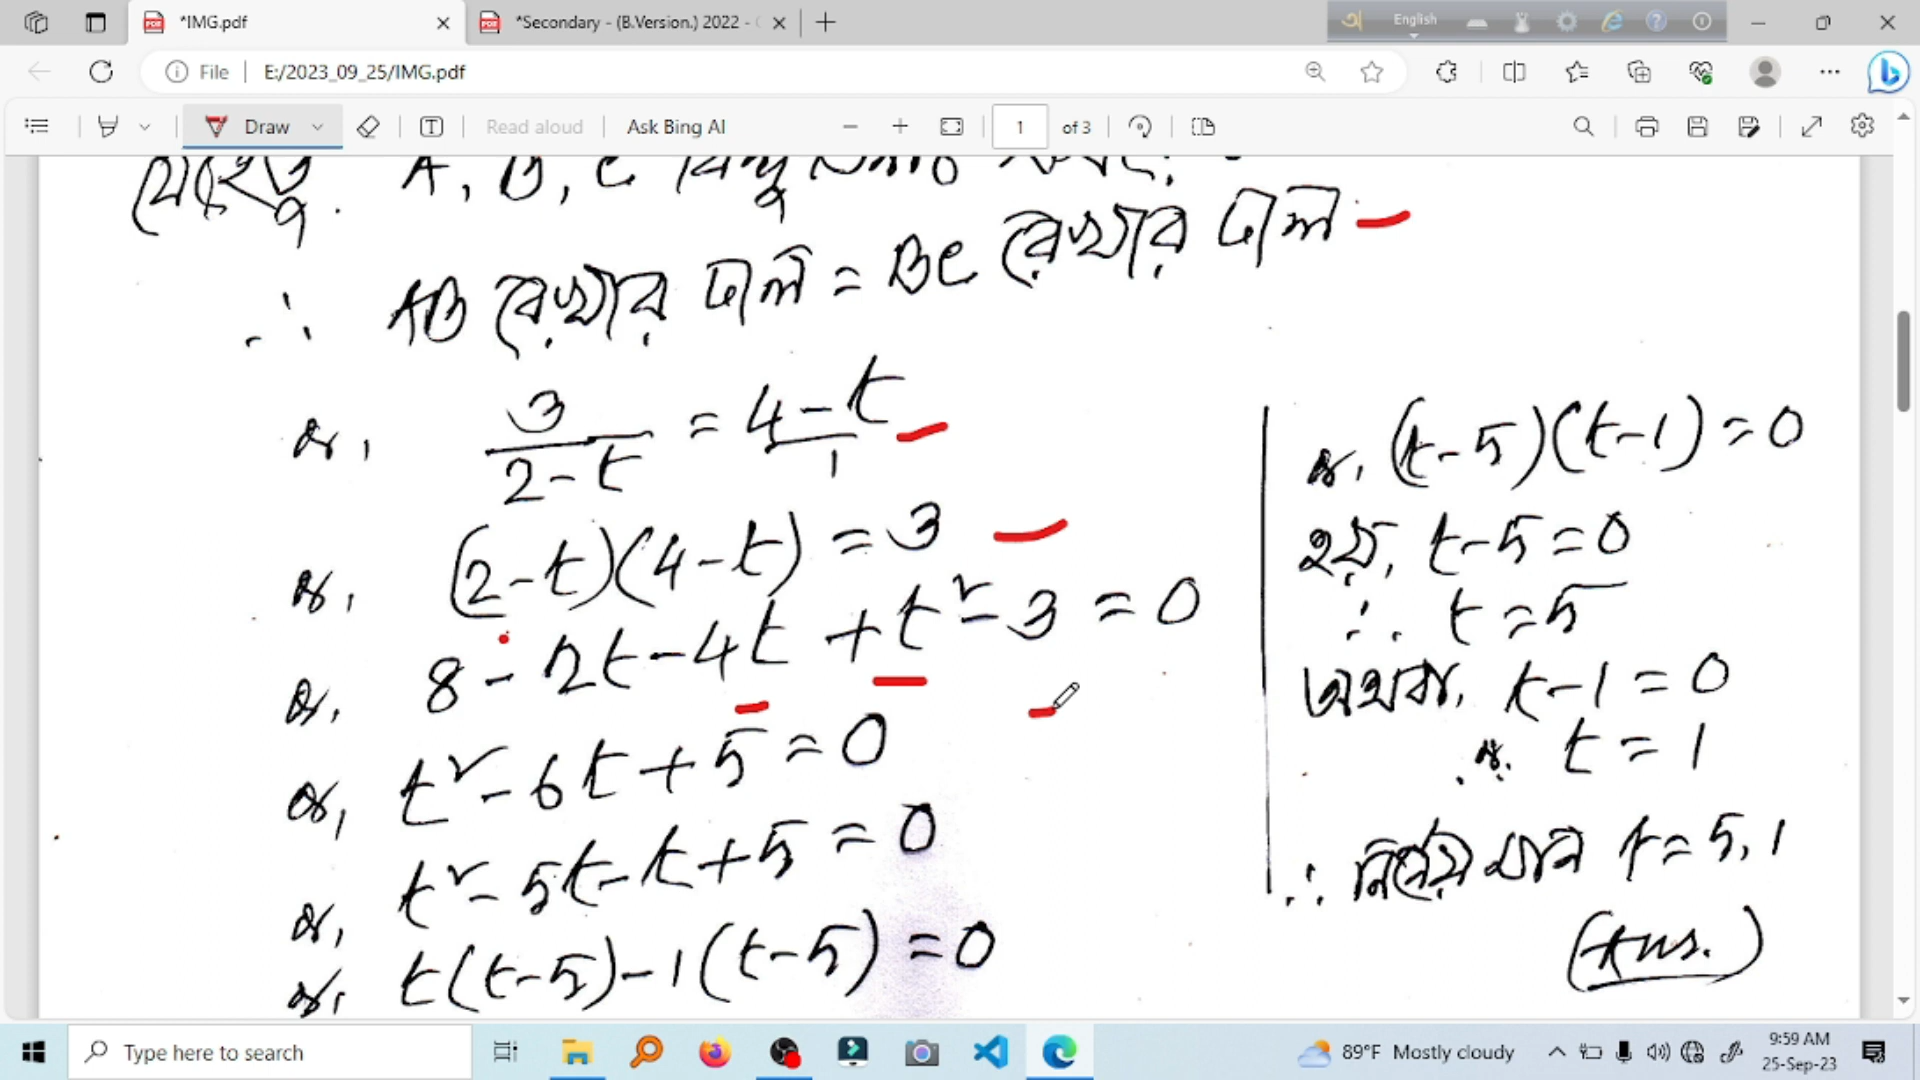 *IMG.pdf
*Secondary - (B.Version.) 2022 -
English
File E:/2023_09_25/IMG.pdf
Draw
Read aloud
Ask Bing AI
1 of 3
যেহেতু A, B, C
∴ AB রেখার ঢাল = BC রেখার ঢাল
বা, 3/(2-t) = (4-t)/1
বা, (2-t)(4-t) = 3
বা, 8 - 2t - 4t + t² - 3 = 0
বা, t² - 6t + 5 = 0
বা, t² - 5t - t + 5 = 0
বা, t(t-5) - 1(t-5) = 0
বা, (t-5)(t-1) = 0
হয়, t-5 = 0
∴ t = 5
অথবা, t-1 = 0
∴ t = 1
∴ নির্ণেয় মান t = 5, 1
(Ans.)
Type here to search
89°F Mostly cloudy
9:59 AM
25-Sep-23